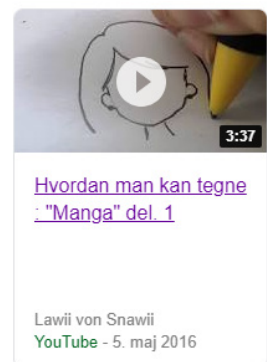 3:37
Hvordan man kan tegne
: "Manga" del. 1
Lawii von Snawii
YouTube - 5. maj 2016